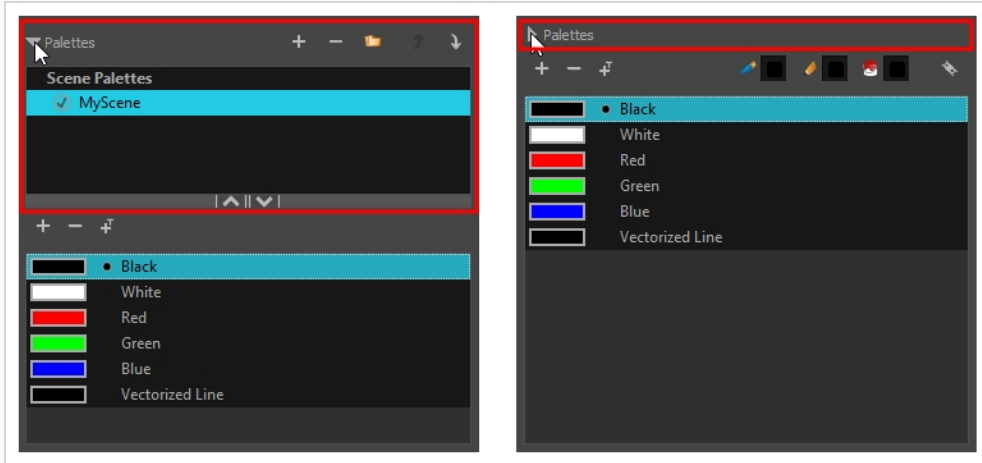 Palettes
Scene Palettes
MyScene
Black
White
Red
Green
Blue
Vectorized Line
Palettes
Black
White
Red
Green
Blue
Vectorized Line